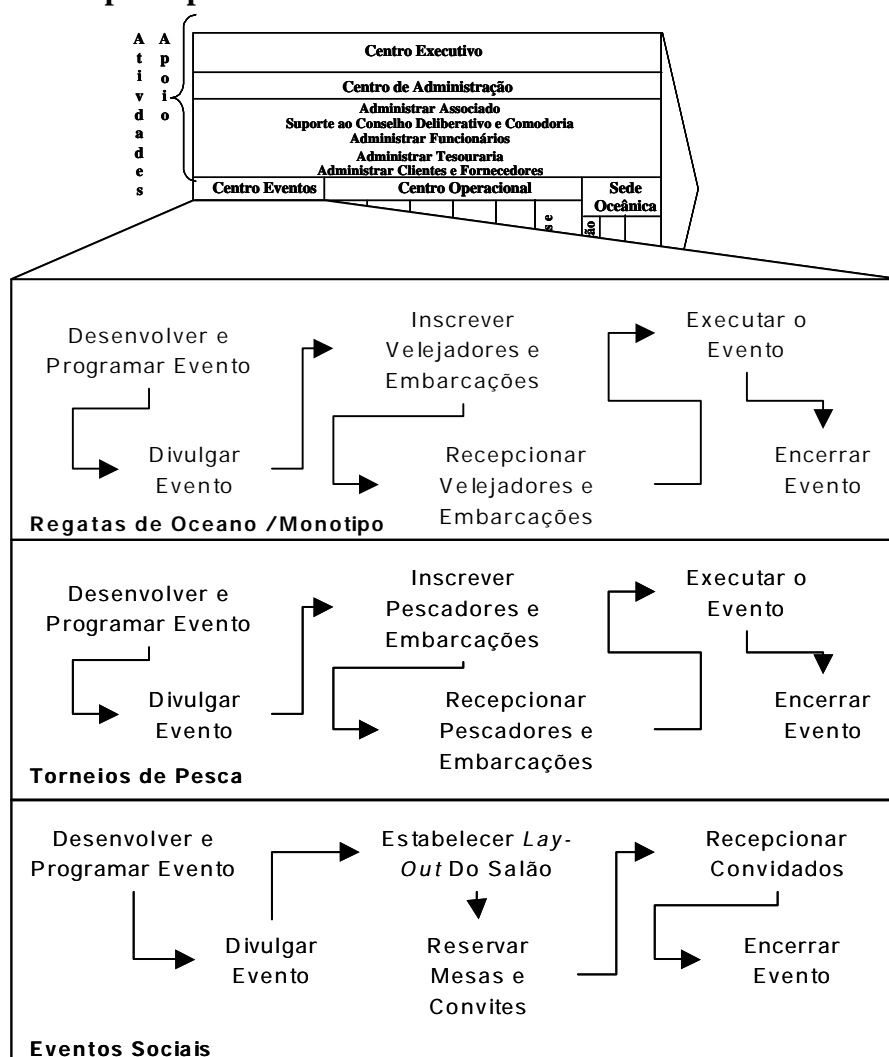 Atividades
Apoio
Centro Executivo
Centro de Administração
Administrar Associado
Suporte ao Conselho Deliberativo e Comodoria
Administrar Funcionários
Administrar Tesouraria
Administrar Clientes e Fornecedores
Centro Eventos
Centro Operacional
Sede
Oceânica
s e
ão
Desenvolver e
Programar Evento
Divulgar
Evento
Inscrever
Velejadores e
Embarcações
Recepcionar
Velejadores e
Embarcações
Executar o
Evento
Encerrar
Evento
Regatas de Oceano /Monotipo
Desenvolver e
Programar Evento
Divulgar
Evento
Inscrever
Pescadores e
Embarcações
Recepcionar
Pescadores e
Embarcações
Executar o
Evento
Encerrar
Evento
Torneios de Pesca
Desenvolver e
Programar Evento
Divulgar
Evento
Estabelecer Lay-
Out Do Salão
Reservar
Mesas e
Convites
Recepcionar
Convidados
Encerrar
Evento
Eventos Sociais